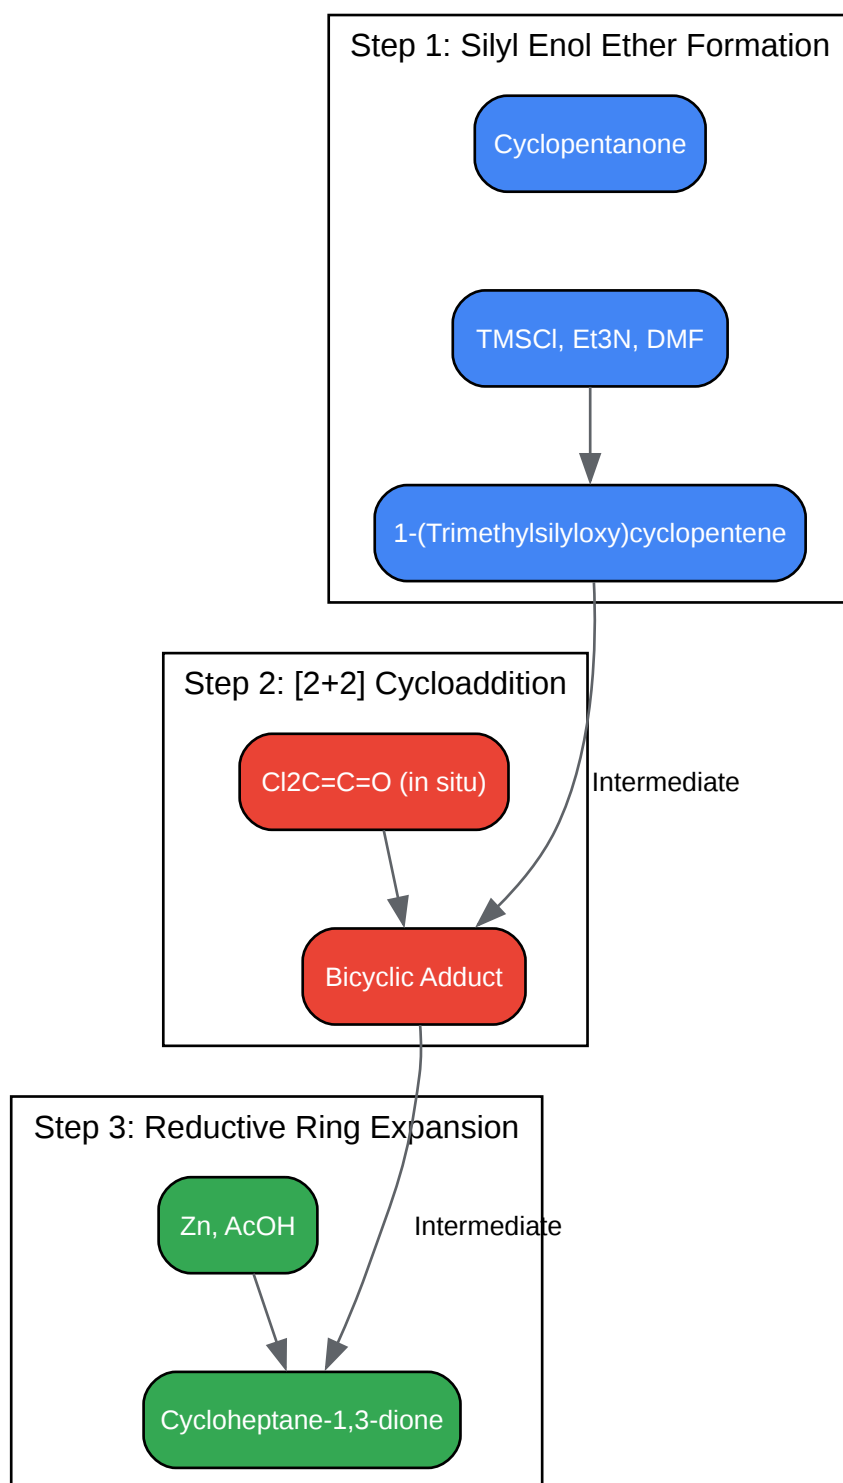 Step 1: Silyl Enol Ether Formation
Cyclopentanone
TMSCl, Et3N, DMF
1-(Trimethylsilyloxy)cyclopentene
Step 2: [2+2] Cycloaddition
Cl2C=C=O (in situ)
Intermediate
Bicyclic Adduct
Step 3: Reductive Ring Expansion
Zn, AcOH
Intermediate
Cycloheptane-1,3-dione